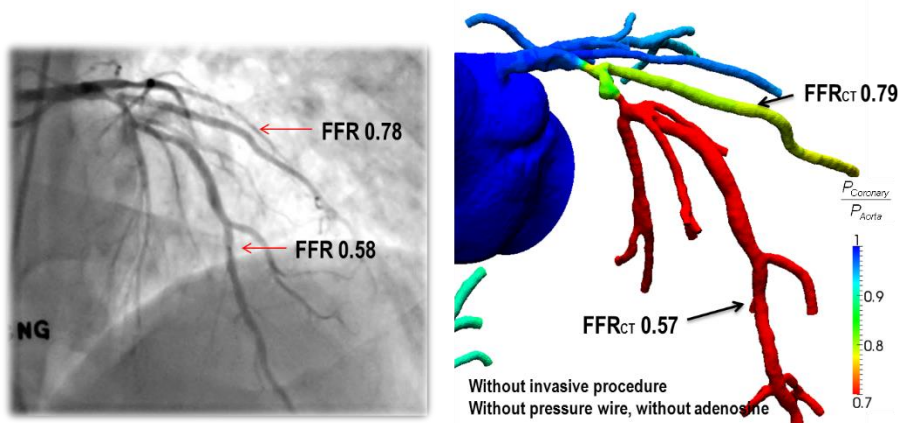 FFR 0.78
FFR 0.58
NG
FFRCT 0.79
PCoronary
PAorta
1
0.9
0.8
0.7
FFRCT 0.57
Without invasive procedure
Without pressure wire, without adenosine